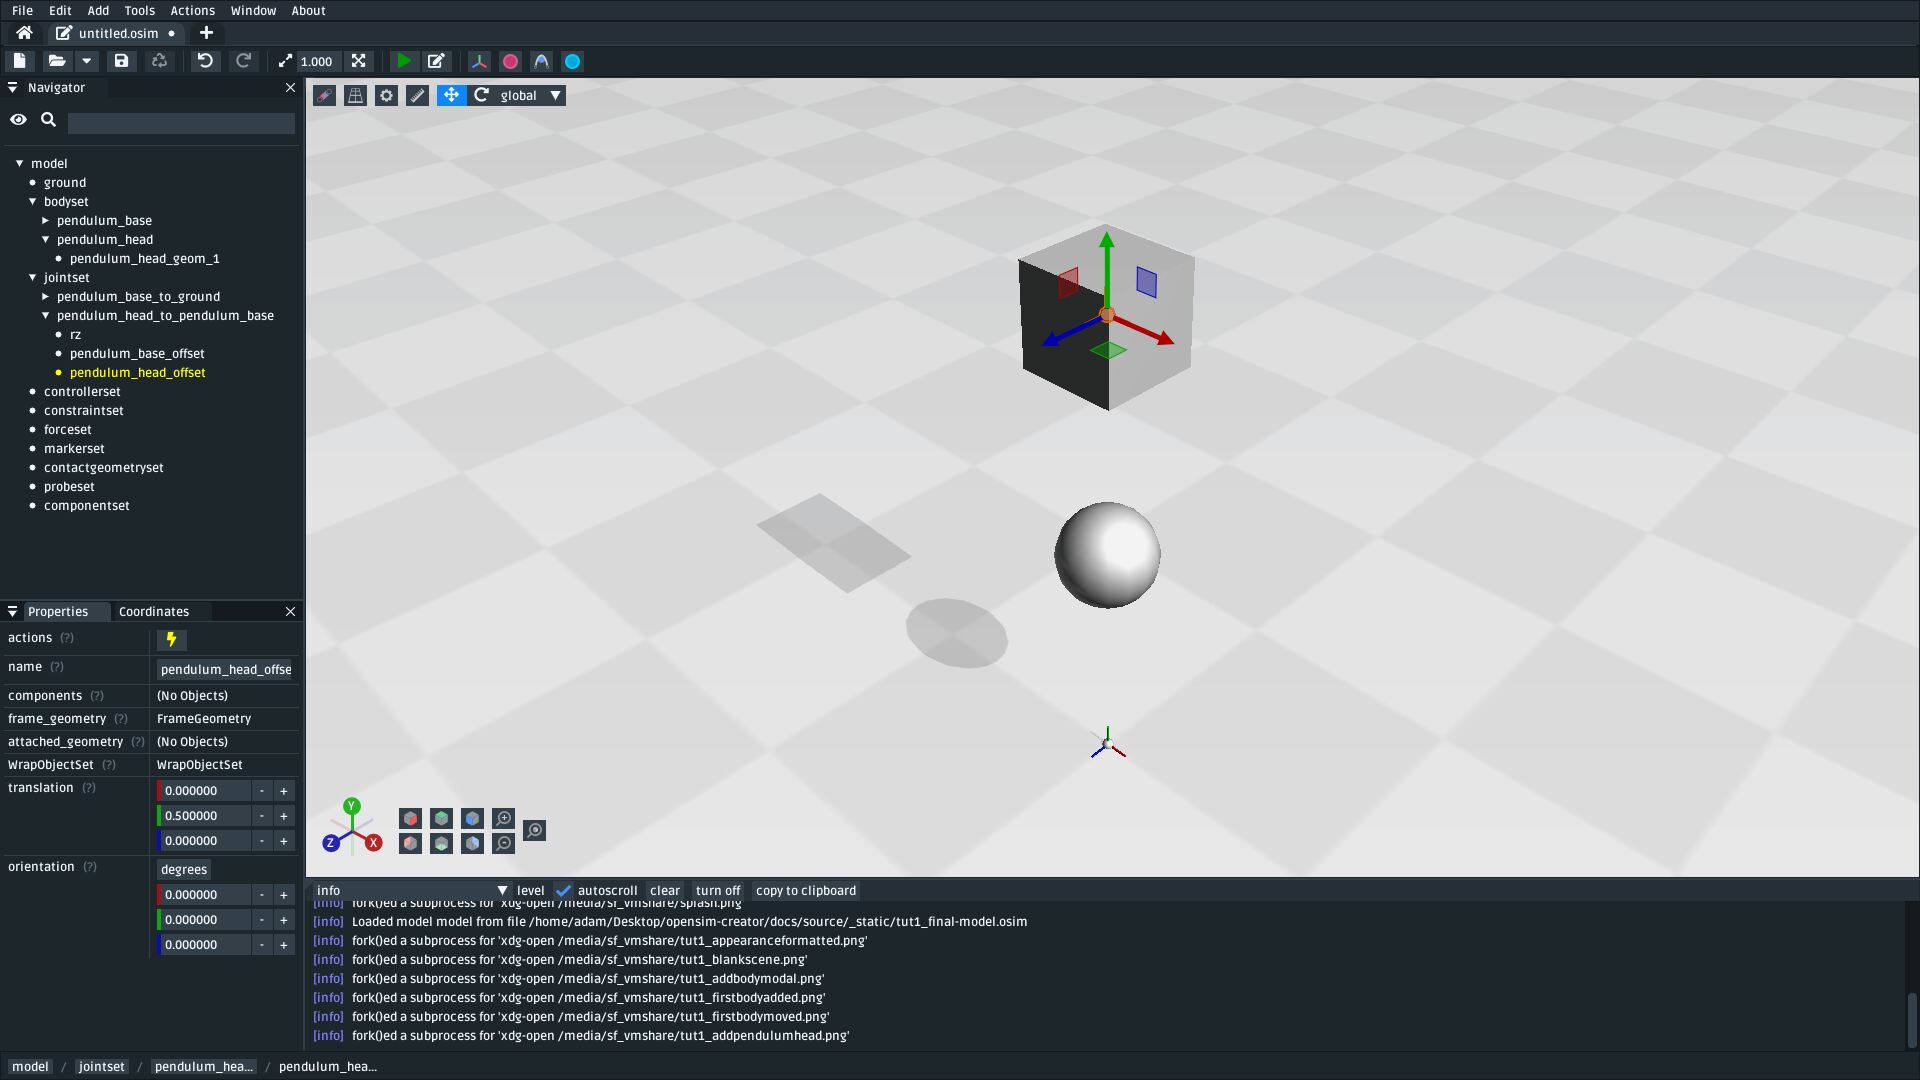 File Edit Add Tools Actions Window About
untitled.osim
1.000
Navigator
global
model
ground
bodyset
pendulum_base
pendulum_head
pendulum_head_geom_1
jointset
pendulum_base_to_ground
pendulum_head_to_pendulum_base
rz
pendulum_base_offset
pendulum_head_offset
controllerset
constraintset
forceset
markerset
contactgeometryset
probeset
componentset
Properties Coordinates
actions (?)
name (?) pendulum_head_offse
components (?) (No Objects)
frame_geometry (?) FrameGeometry
attached_geometry (?) (No Objects)
WrapObjectSet (?) WrapObjectSet
translation (?) 0.000000 - +
0.500000 - +
0.000000 - +
orientation (?) degrees
0.000000 - +
0.000000 - +
0.000000 - +
Y
Z X
info level autoscroll clear turn off copy to clipboard
[info] fork()ed a subprocess for 'xdg-open /media/sf_vmshare/splash.png'
[info] Loaded model model from file /home/adam/Desktop/opensim-creator/docs/source/_static/tut1_final-model.osim
[info] fork()ed a subprocess for 'xdg-open /media/sf_vmshare/tut1_appearanceformatted.png'
[info] fork()ed a subprocess for 'xdg-open /media/sf_vmshare/tut1_blankscene.png'
[info] fork()ed a subprocess for 'xdg-open /media/sf_vmshare/tut1_addbodymodal.png'
[info] fork()ed a subprocess for 'xdg-open /media/sf_vmshare/tut1_firstbodyadded.png'
[info] fork()ed a subprocess for 'xdg-open /media/sf_vmshare/tut1_firstbodymoved.png'
[info] fork()ed a subprocess for 'xdg-open /media/sf_vmshare/tut1_addpendulumhead.png'
model / jointset / pendulum_hea... / pendulum_hea...